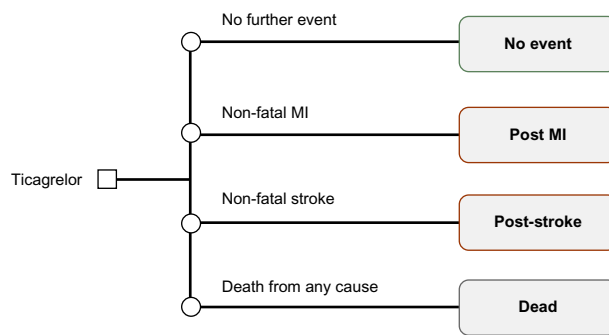 No further event
No event
Non-fatal MI
Post MI
Ticagrelor
Non-fatal stroke
Post-stroke
Death from any cause
Dead